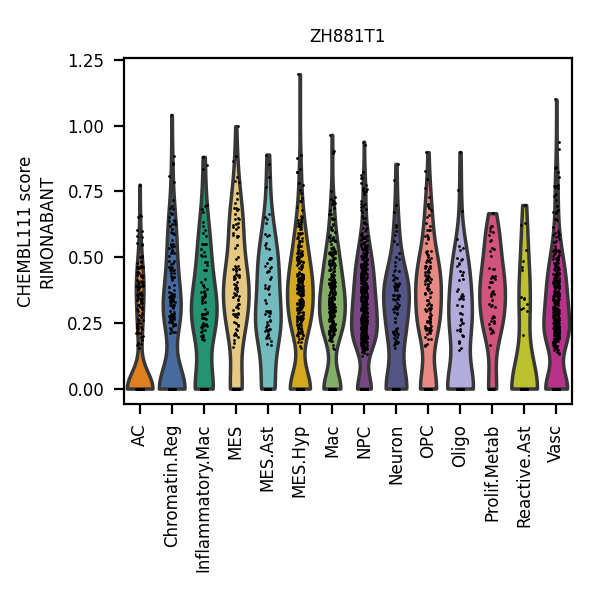 ZH881T1
CHEMBL111 score
RIMONABANT
1.25
1.00
0.75
0.50
0.25
0.00
AC
Chromatin.Reg
Inflammatory.Mac
MES
MES.Ast
MES.Hyp
Mac
NPC
Neuron
OPC
Oligo
Prolif.Metab
Reactive.Ast
Vasc